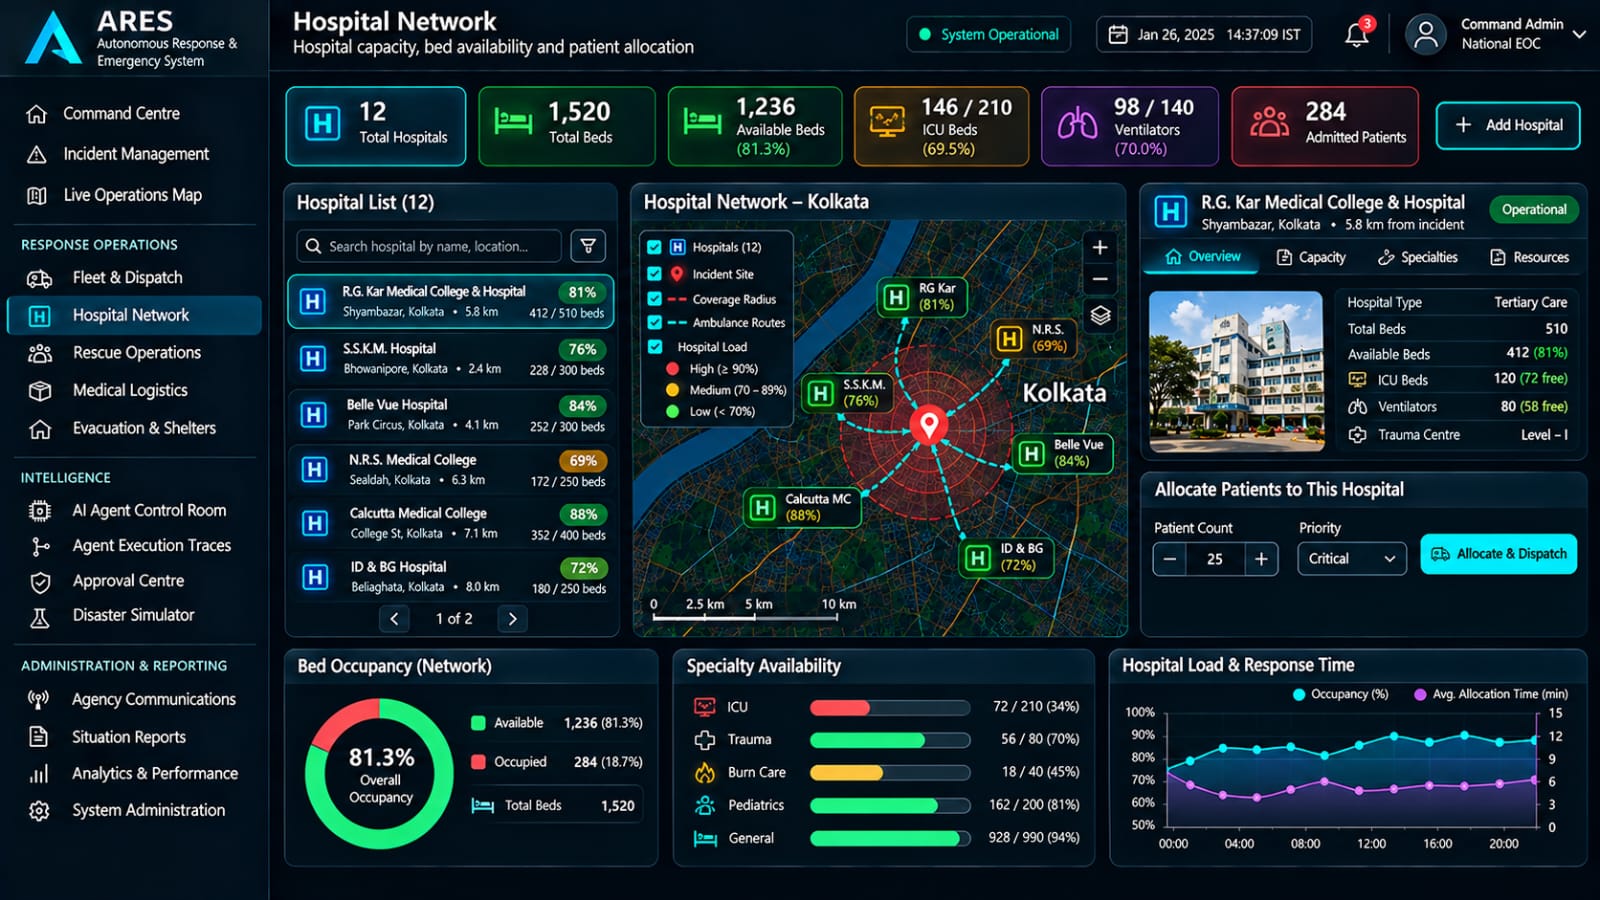 ARES
Autonomous Response &
Emergency System
Command Centre
Incident Management
Live Operations Map
RESPONSE OPERATIONS
Fleet & Dispatch
Hospital Network
Rescue Operations
Medical Logistics
Evacuation & Shelters
INTELLIGENCE
AI Agent Control Room
Agent Execution Traces
Approval Centre
Disaster Simulator
ADMINISTRATION & REPORTING
Agency Communications
Situation Reports
Analytics & Performance
System Administration
Hospital Network
Hospital capacity, bed availability and patient allocation
System Operational
Jan 26, 2025 14:37:09 IST
3
Command Admin
National EOC
H
12
Total Hospitals
1,520
Total Beds
1,236
Available Beds
(81.3%)
146 / 210
ICU Beds
(69.5%)
98 / 140
Ventilators
(70.0%)
284
Admitted Patients
+ Add Hospital
Hospital List (12)
Search hospital by name, location...
H R.G. Kar Medical College & Hospital 81%
Shyambazar, Kolkata • 5.8 km 412 / 510 beds
H S.S.K.M. Hospital 76%
Bhowanipore, Kolkata • 2.4 km 228 / 300 beds
H Belle Vue Hospital 84%
Park Circus, Kolkata • 4.1 km 252 / 300 beds
H N.R.S. Medical College 69%
Sealdah, Kolkata • 6.3 km 172 / 250 beds
H Calcutta Medical College 88%
College St, Kolkata • 7.1 km 352 / 400 beds
H ID & BG Hospital 72%
Beliaghata, Kolkata • 8.0 km 180 / 250 beds
< 1 of 2 >
Hospital Network – Kolkata
H Hospitals (12)
Incident Site
Coverage Radius
Ambulance Routes
Hospital Load
High (≥ 90%)
Medium (70 – 89%)
Low (< 70%)
+
−
H RG Kar
(81%)
H N.R.S.
(69%)
H S.S.K.M.
(76%)
Kolkata
H Belle Vue
(84%)
H Calcutta MC
(88%)
H ID & BG
(72%)
0 2.5 km 5 km 10 km
H R.G. Kar Medical College & Hospital
Shyambazar, Kolkata • 5.8 km from incident
Operational
Overview Capacity Specialties Resources
Hospital Type Tertiary Care
Total Beds 510
Available Beds 412 (81%)
ICU Beds 120 (72 free)
Ventilators 80 (58 free)
Trauma Centre Level – I
Allocate Patients to This Hospital
Patient Count Priority
− 25 + Critical Allocate & Dispatch
Bed Occupancy (Network)
81.3%
Overall
Occupancy
Available 1,236 (81.3%)
Occupied 284 (18.7%)
Total Beds 1,520
Specialty Availability
ICU 72 / 210 (34%)
Trauma 56 / 80 (70%)
Burn Care 18 / 40 (45%)
Pediatrics 162 / 200 (81%)
General 928 / 990 (94%)
Hospital Load & Response Time
Occupancy (%) Avg. Allocation Time (min)
100% 15
90% 12
80% 9
70% 6
60% 3
50% 0
00:00 04:00 08:00 12:00 16:00 20:00